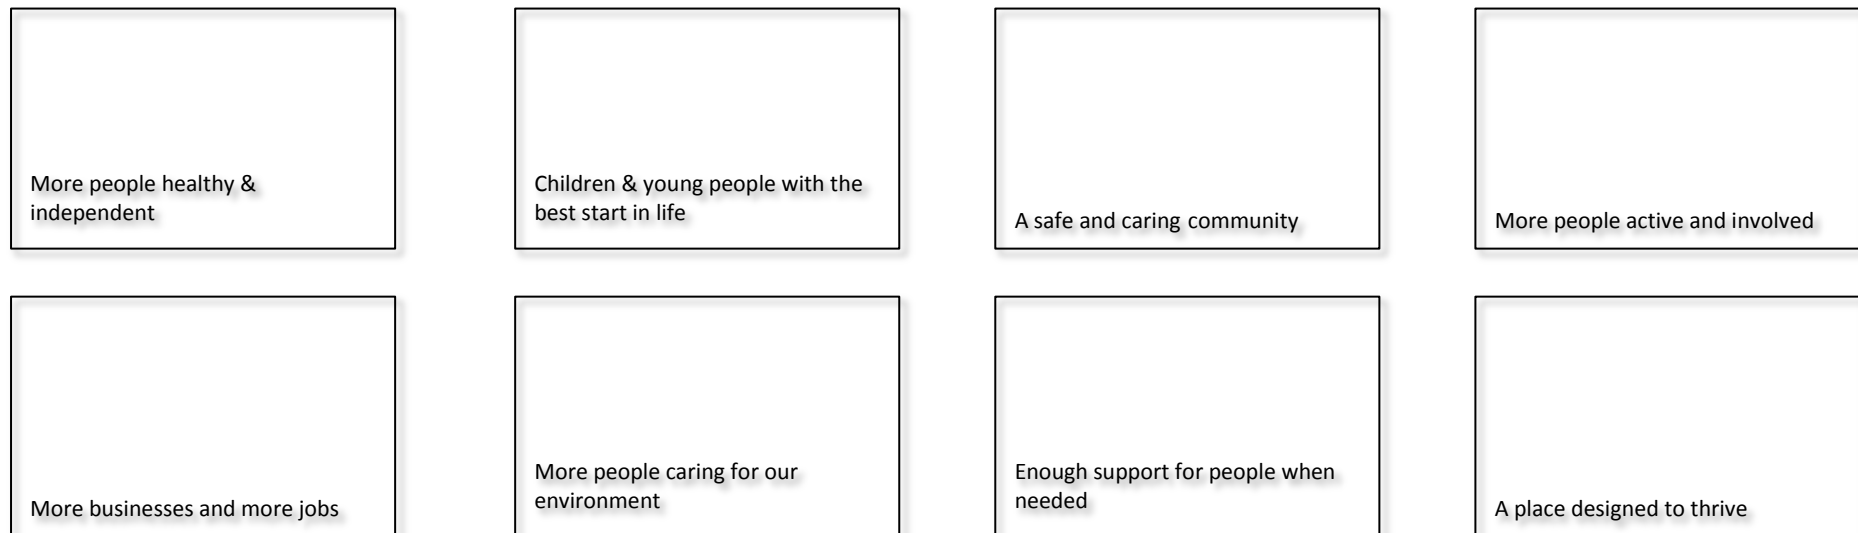 More people healthy &
independent
Children & young people with the
best start in life
A safe and caring community
More people active and involved
More businesses and more jobs
More people caring for our
environment
Enough support for people when
needed
A place designed to thrive